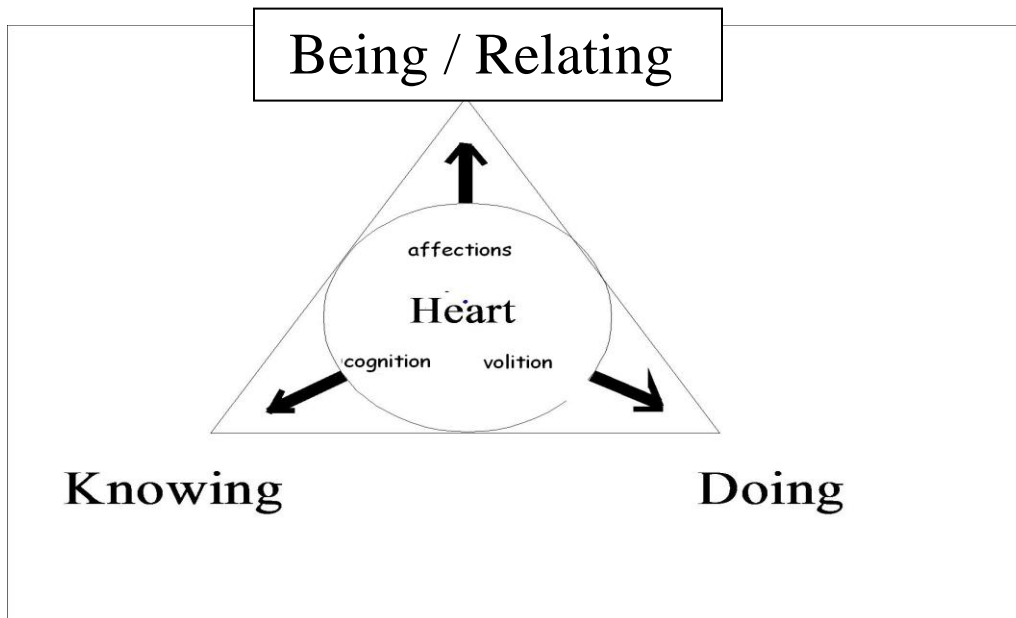 Being / Relating
affections
Heart
cognition volition
Knowing Doing